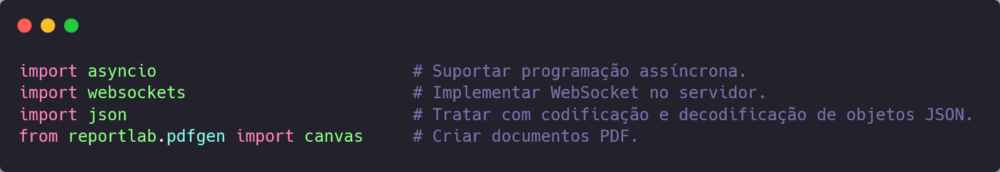 import asyncio # Suportar programação assíncrona.
import websockets # Implementar WebSocket no servidor.
import json # Tratar com codificação e decodificação de objetos JSON.
from reportlab.pdfgen import canvas # Criar documentos PDF.